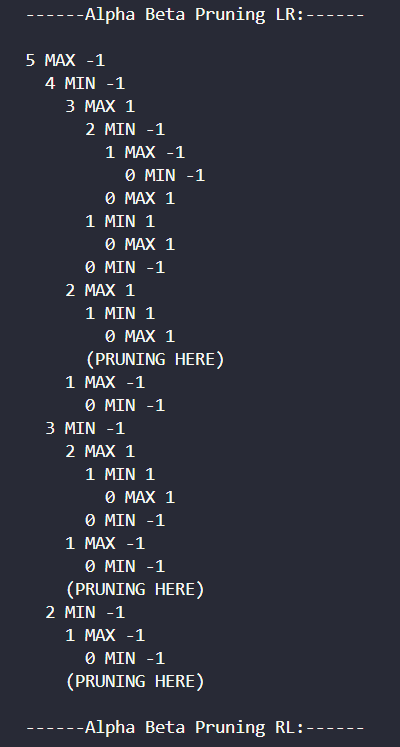 ------Alpha Beta Pruning LR:------
5 MAX -1
4 MIN -1
3 MAX 1
2 MIN -1
1 MAX -1
0 MIN -1
0 MAX 1
1 MIN 1
0 MAX 1
0 MIN -1
2 MAX 1
1 MIN 1
0 MAX 1
(PRUNING HERE)
1 MAX -1
0 MIN -1
3 MIN -1
2 MAX 1
1 MIN 1
0 MAX 1
0 MIN -1
1 MAX -1
0 MIN -1
(PRUNING HERE)
2 MIN -1
1 MAX -1
0 MIN -1
(PRUNING HERE)
------Alpha Beta Pruning RL:------